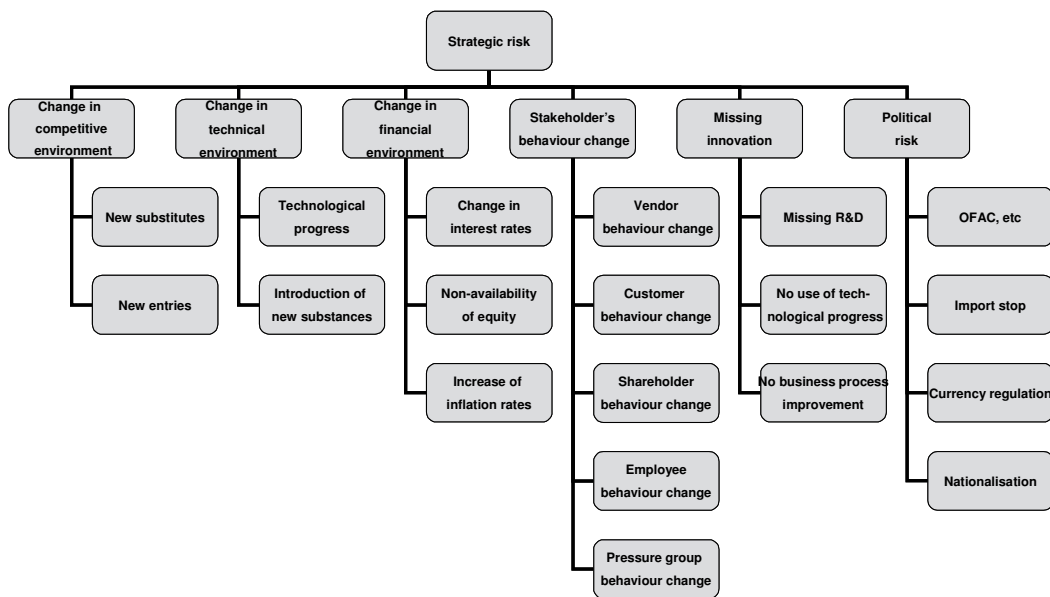 Strategic risk
Change in
competitive
environment
Change in
technical
environment
Change in
financial
environment
Stakeholder's
behaviour change
Missing
innovation
Political
risk
New substitutes
New entries
Technological
progress
Introduction of
new substances
Change in
interest rates
Non-availability
of equity
Increase of
inflation rates
Vendor
behaviour change
Customer
behaviour change
Shareholder
behaviour change
Employee
behaviour change
Pressure group
behaviour change
Missing R&D
No use of tech-
nological progress
No business process
improvement
OFAC, etc
Import stop
Currency regulation
Nationalisation